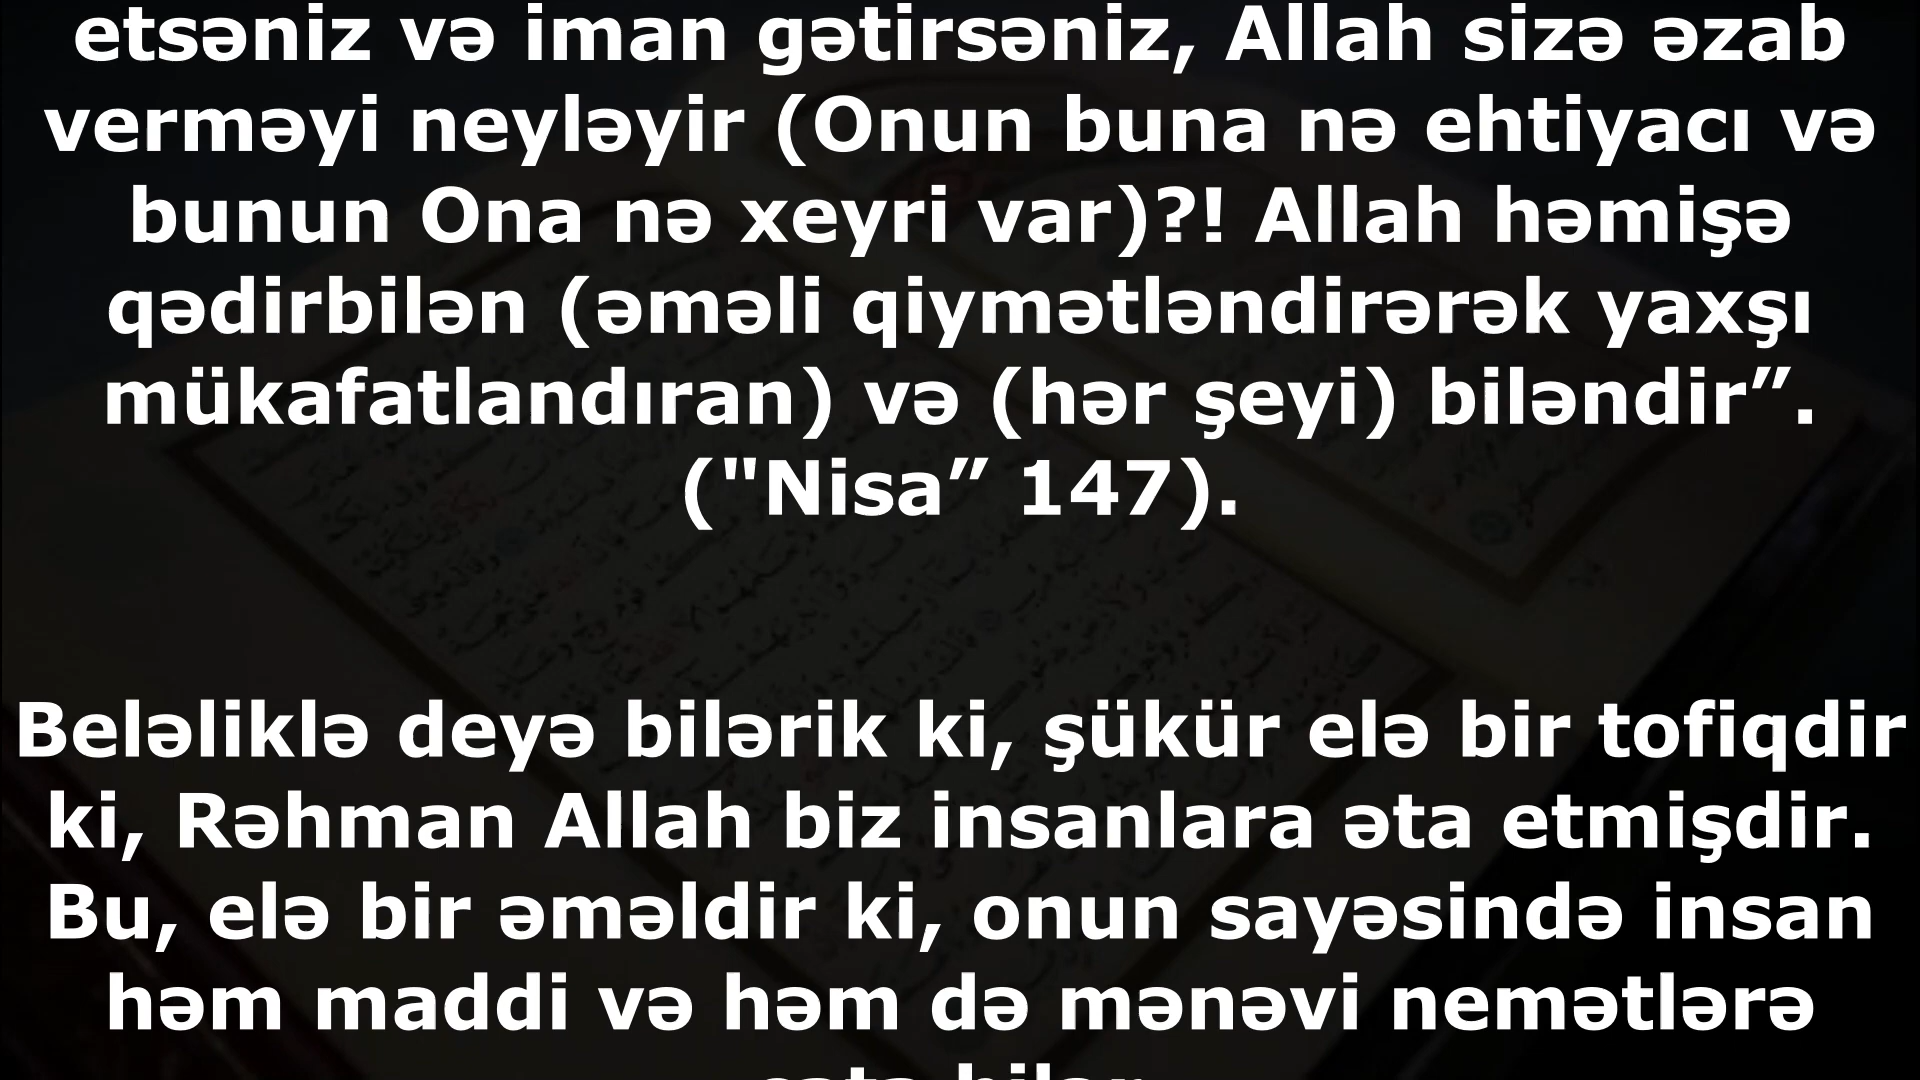 etsəniz və iman gətirsəniz, Allah sizə əzab
verməyi neyləyir (Onun buna nə ehtiyacı və
bunun Ona nə xeyri var)?! Allah həmişə
qədirbilən (əməli qiymətləndirərək yaxşı
mükafatlandıran) və (hər şeyi) biləndir”.
("Nisa” 147).
Beləliklə deyə bilərik ki, şükür elə bir tofiqdir
ki, Rəhman Allah biz insanlara əta etmişdir.
Bu, elə bir əməldir ki, onun sayəsində insan
həm maddi və həm də mənəvi nemətlərə